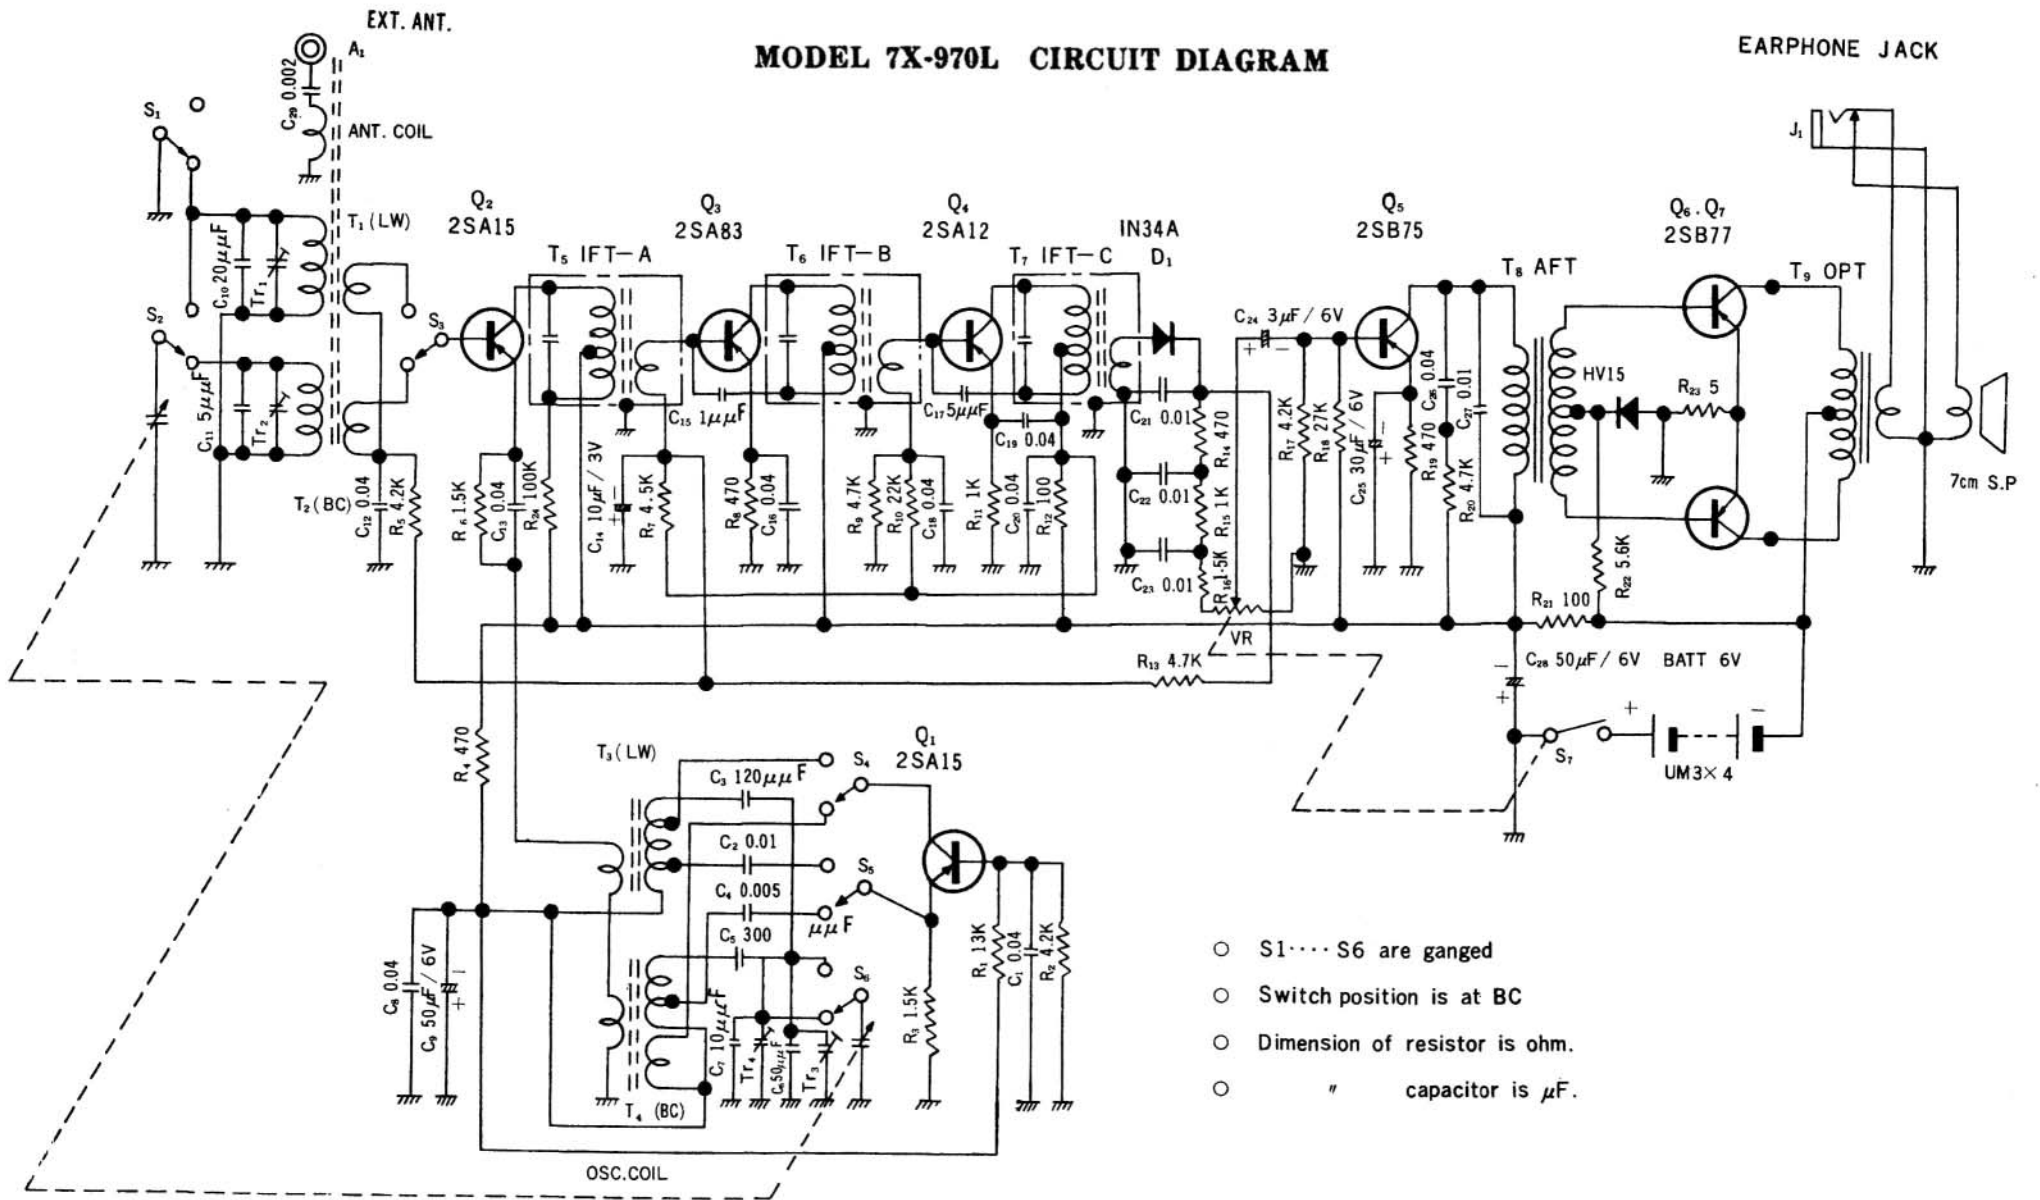 MODEL 7X-970L CIRCUIT DIAGRAM
EXT. ANT.
A1
C29 0.002
ANT. COIL
EARPHONE JACK
J1
S1
S2
S3
C10 20μμF
Tr1
T1 (LW)
C11 5μμF
Tr2
T2 (BC)
C12 0.04
R5 4.2K
Q2
2SA15
T5 IFT-A
R6 1.5K
C13 0.04
R24 100K
C14 10μF/3V
− +
R7 4.5K
C15 1μμF
Q3
2SA83
T6 IFT-B
R8 470
C16 0.04
R9 4.7K
R10 22K
C18 0.04
C17 5μμF
Q4
2SA12
T7 IFT-C
C19 0.04
R11 1K
C20 0.04
R12 100
IN34A
D1
C21 0.01
C22 0.01
C23 0.01
R14 470
R15 1K
R16 1.5K
VR
R13 4.7K
C24 3μF/6V
+ −
R17 4.2K
R18 27K
C25 30μF/6V
− +
Q5
2SB75
R19 470
C26 0.04
R20 4.7K
C27 0.01
T8 AFT
HV15
R23 5
Q6.Q7
2SB77
T9 OPT
7cm S.P
R22 5.6K
R21 100
C28 50μF/6V
− +
BATT 6V
+ −
S7
UM3×4
R4 470
T3 (LW)
C3 120μμF
C2 0.01
C4 0.005
C5 300
μμF
S4
S5
S6
Q1
2SA15
R1 13K
C1 0.04
R2 4.2K
R3 1.5K
C8 0.04
C9 50μF/6V
− +
C7 10μμF
Tr4
C6 50μμF
Tr3
T4 (BC)
OSC.COIL
○ S1···· S6 are ganged
○ Switch position is at BC
○ Dimension of resistor is ohm.
○ 〃 capacitor is μF.